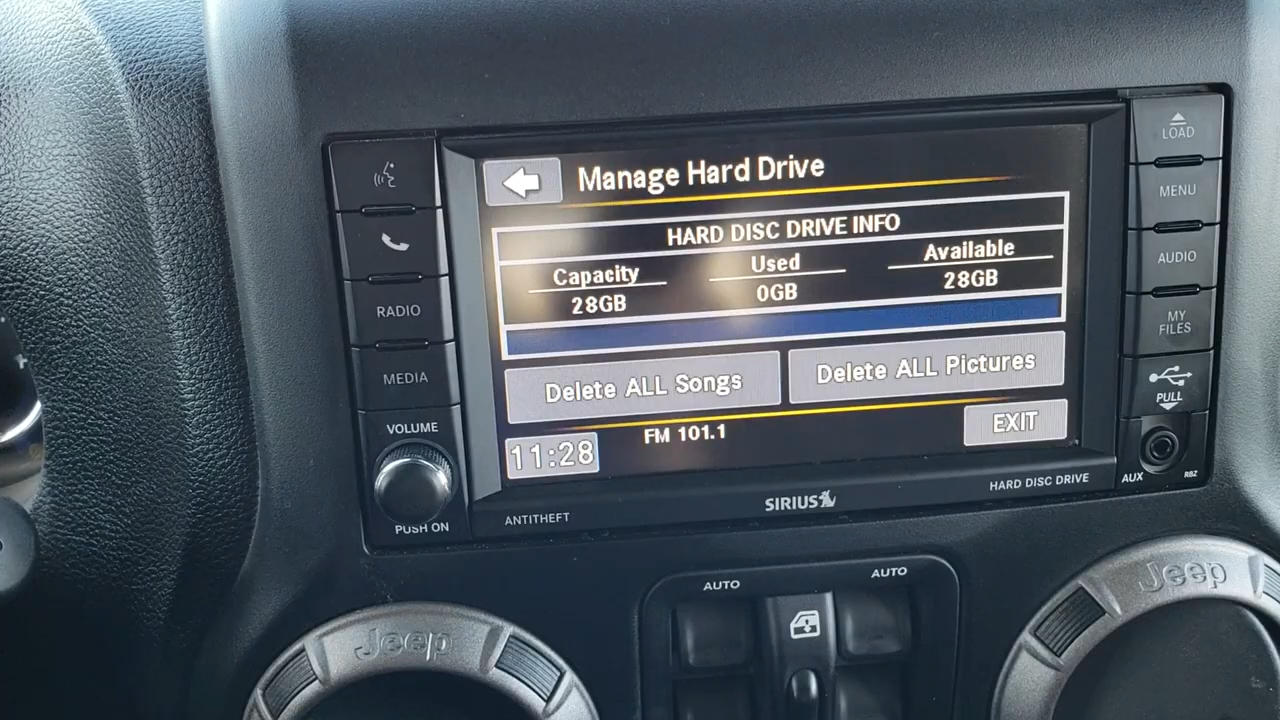 Manage Hard Drive
HARD DISC DRIVE INFO
Capacity Used Available
28GB 0GB 28GB
Delete ALL Songs Delete ALL Pictures
FM 101.1 EXIT
11:28
RADIO
MEDIA
VOLUME
PUSH ON
LOAD
MENU
AUDIO
MY
FILES
PULL
AUX RBZ
ANTITHEFT SIRIUS HARD DISC DRIVE
AUTO AUTO
Jeep Jeep